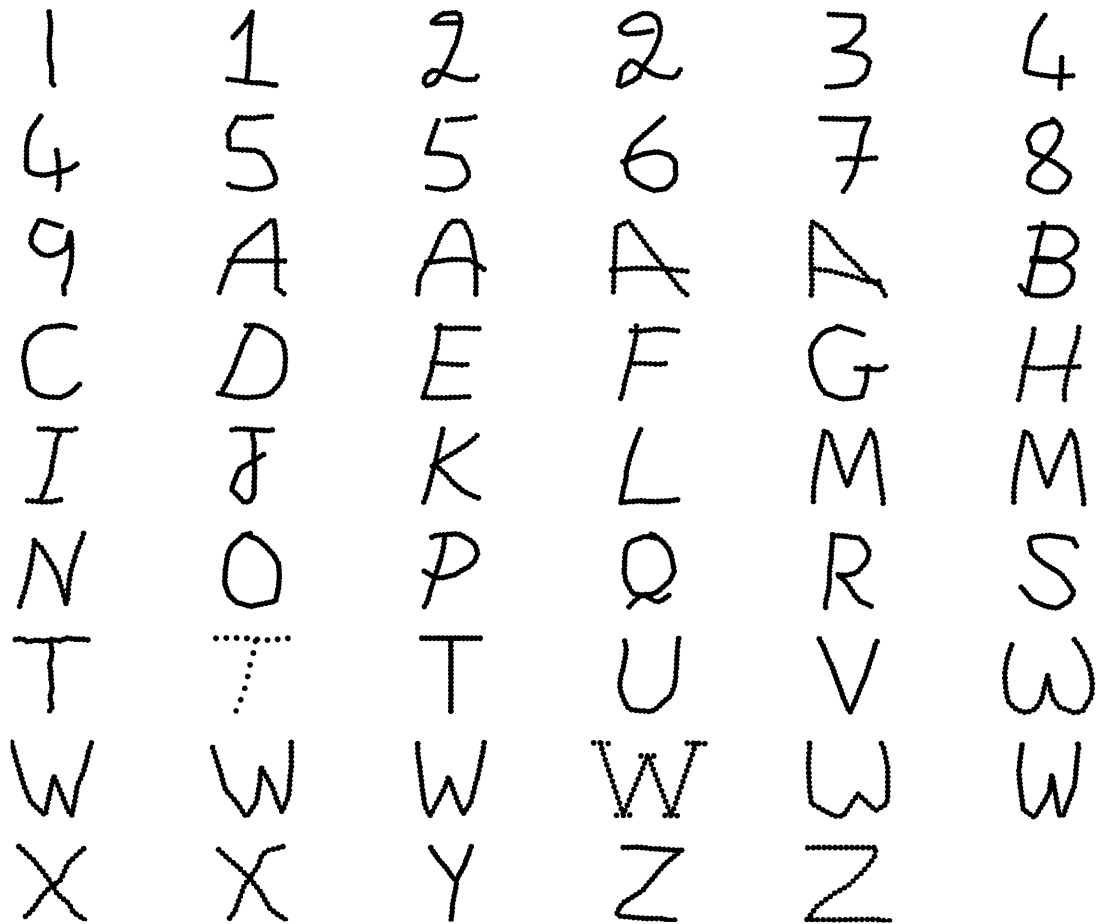 1 1 2 2 3 4
4 5 5 6 7 8
9 A A A A B
C D E F G H
I J K L M M
N O P Q R S
T T T U V W
W W W W W W
X X Y Z Z